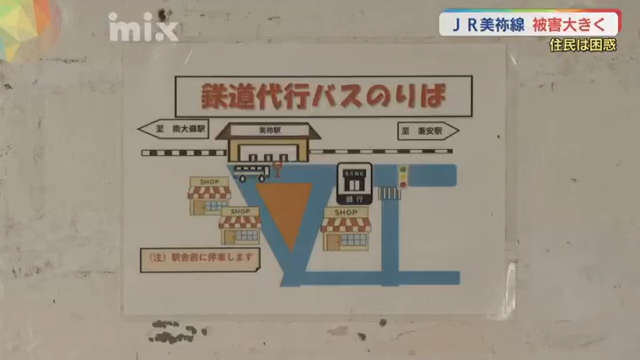 mix
JR美祢線 被害大きく
住民は困惑
鉄道代行バスのりば
至 南大嶺駅
美祢駅
至 重安駅
SHOP
SHOP
SHOP
BANK
銀行
(注)駅舎前に停車します